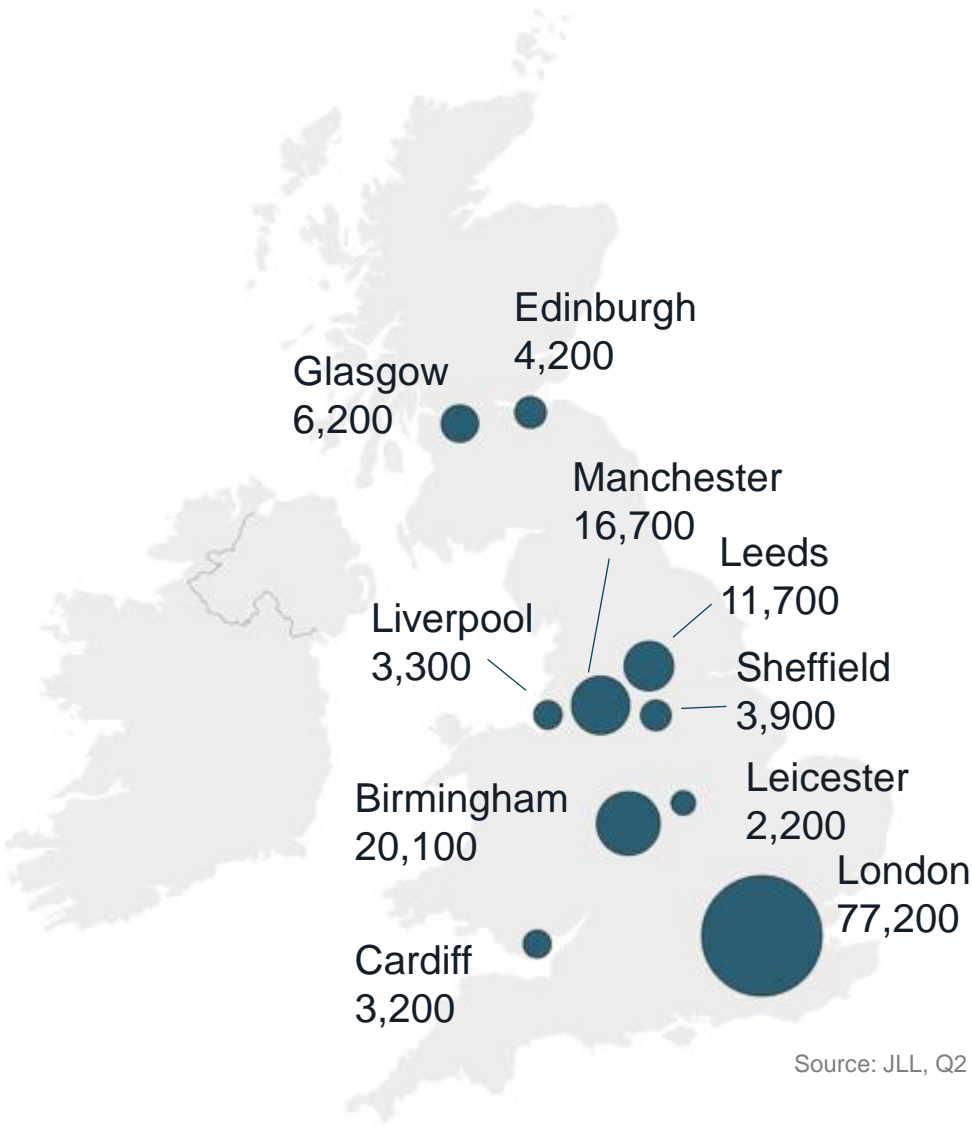 Edinburgh
4,200
Glasgow
6,200
Manchester
16,700
Leeds
11,700
Liverpool
3,300
Sheffield
3,900
Leicester
2,200
Birmingham
20,100
London
77,200
Cardiff
3,200
Source: JLL, Q2